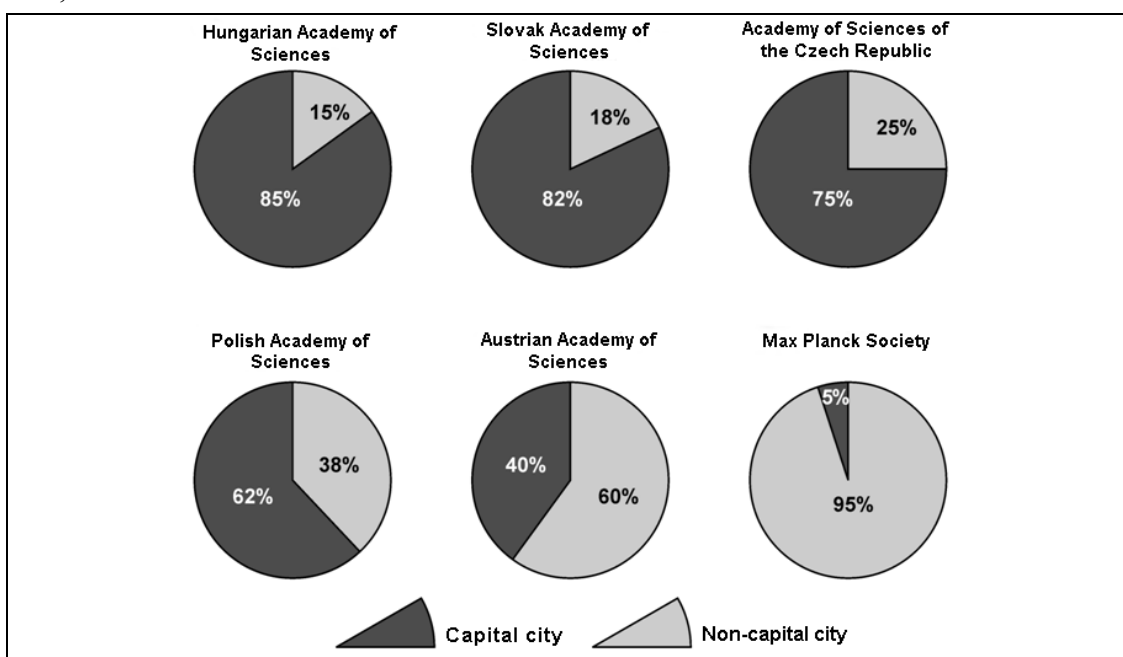 Hungarian Academy of
Sciences
15%
85%
Slovak Academy of
Sciences
18%
82%
Academy of Sciences of
the Czech Republic
25%
75%
Polish Academy of
Sciences
38%
62%
Austrian Academy of
Sciences
40%
60%
Max Planck Society
5%
95%
Capital city
Non-capital city